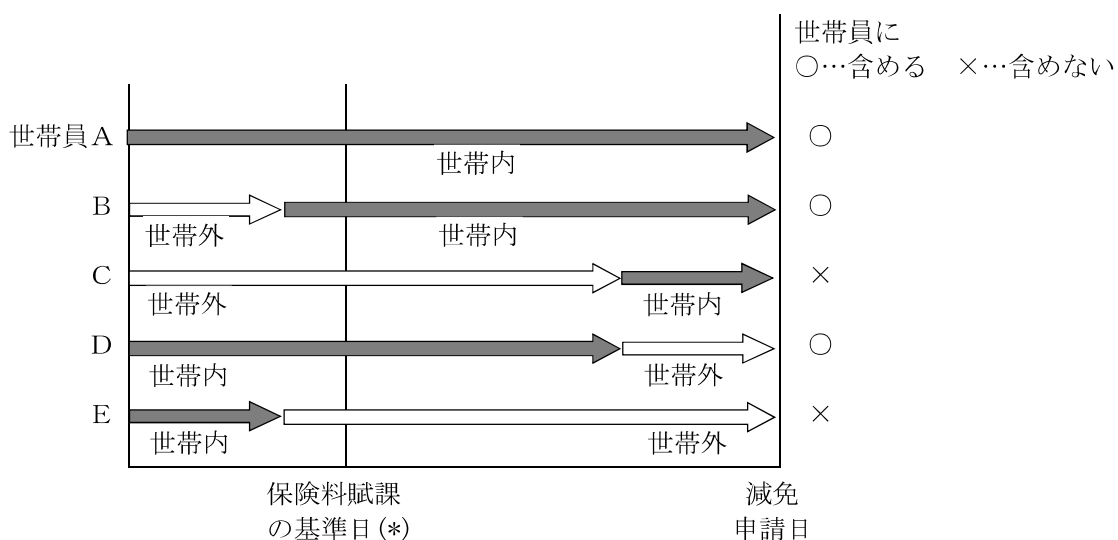 世帯員に
○…含める　×…含めない
世帯員A
世帯内
○
B
世帯外
世帯内
○
C
世帯外
世帯内
×
D
世帯内
世帯外
○
E
世帯内
世帯外
×
保険料賦課
の基準日(*)
減免
申請日